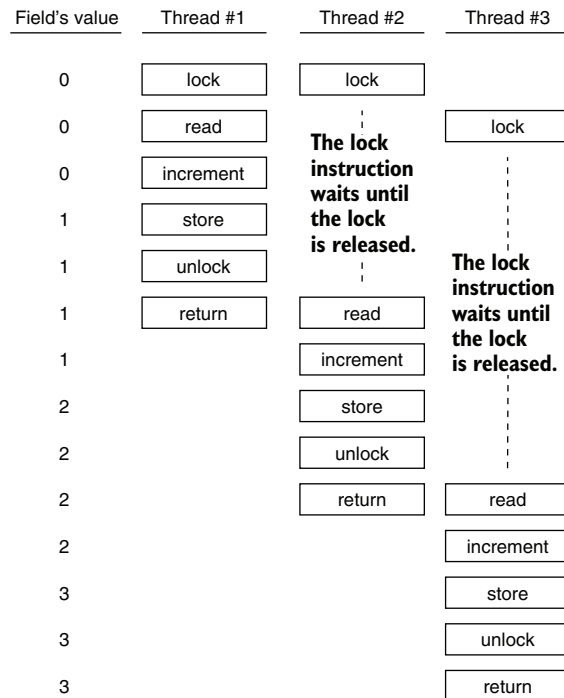 Field's value Thread #1 Thread #2 Thread #3
0 lock lock
0 read lock
The lock
instruction
waits until
the lock
is released.
0 increment
1 store
1 unlock
The lock
instruction
waits until
the lock
is released.
1 return read
1 increment
2 store
2 unlock
2 return read
2 increment
3 store
3 unlock
3 return